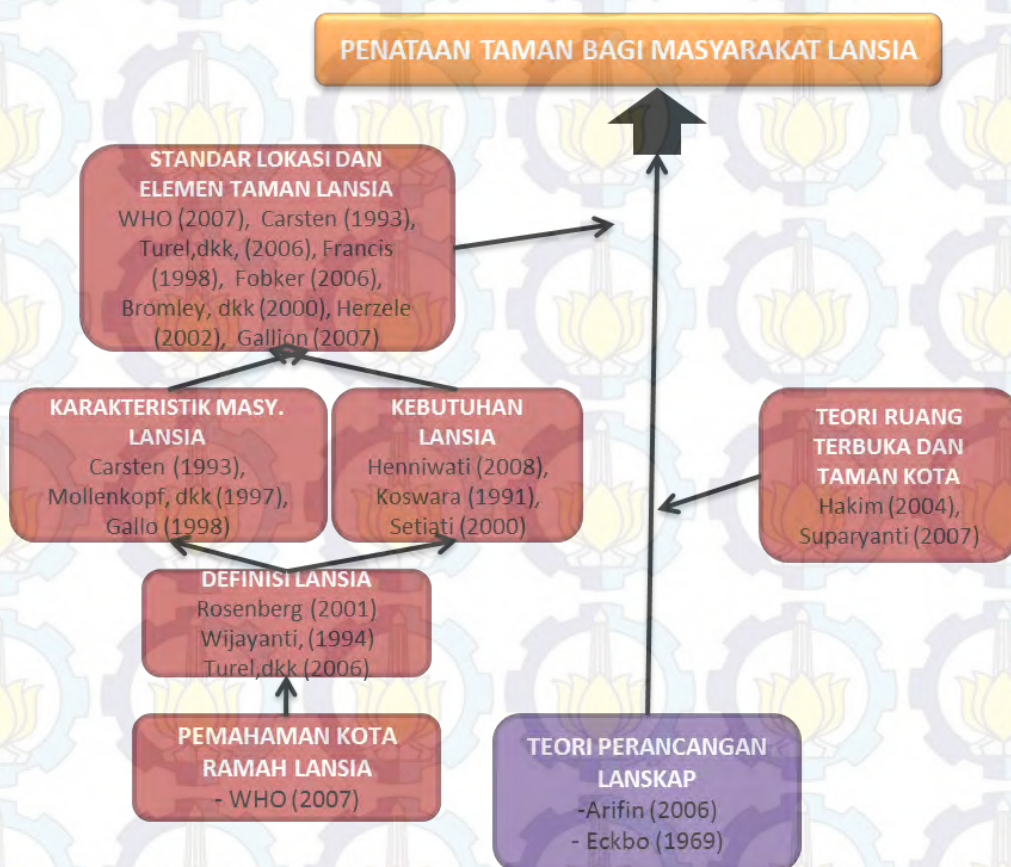 PENATAAN TAMAN BAGI MASYARAKAT LANSIA
STANDAR LOKASI DAN
ELEMEN TAMAN LANSIA
WHO (2007), Carsten (1993),
Turel,dkk, (2006), Francis
(1998), Fobker (2006),
Bromley, dkk (2000), Herzele
(2002), Gallion (2007)
KARAKTERISTIK MASY.
LANSIA
Carsten (1993),
Mollenkopf, dkk (1997),
Gallo (1998)
KEBUTUHAN
LANSIA
Henniwati (2008),
Koswara (1991),
Setiati (2000)
TEORI RUANG
TERBUKA DAN
TAMAN KOTA
Hakim (2004),
Suparyanti (2007)
DEFINISI LANSIA
Rosenberg (2001)
Wijayanti, (1994)
Turel,dkk (2006)
PEMAHAMAN KOTA
RAMAH LANSIA
- WHO (2007)
TEORI PERANCANGAN
LANSKAP
-Arifin (2006)
- Eckbo (1969)